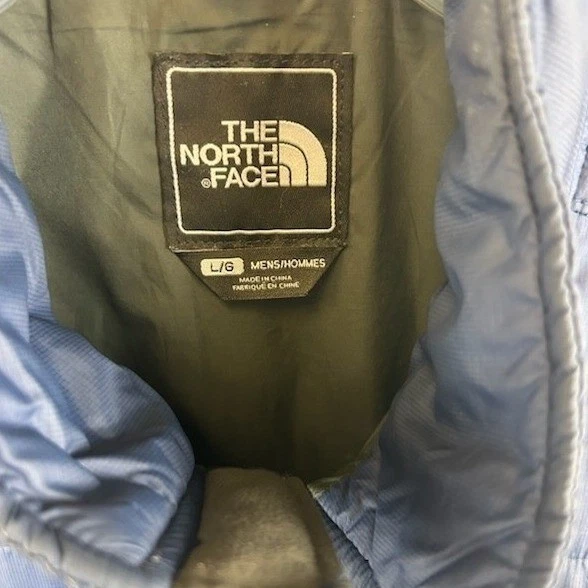 THE
NORTH
®FACE
L/G MENS/HOMMES
MADE IN CHINA
FABRIQUÉ EN CHINE